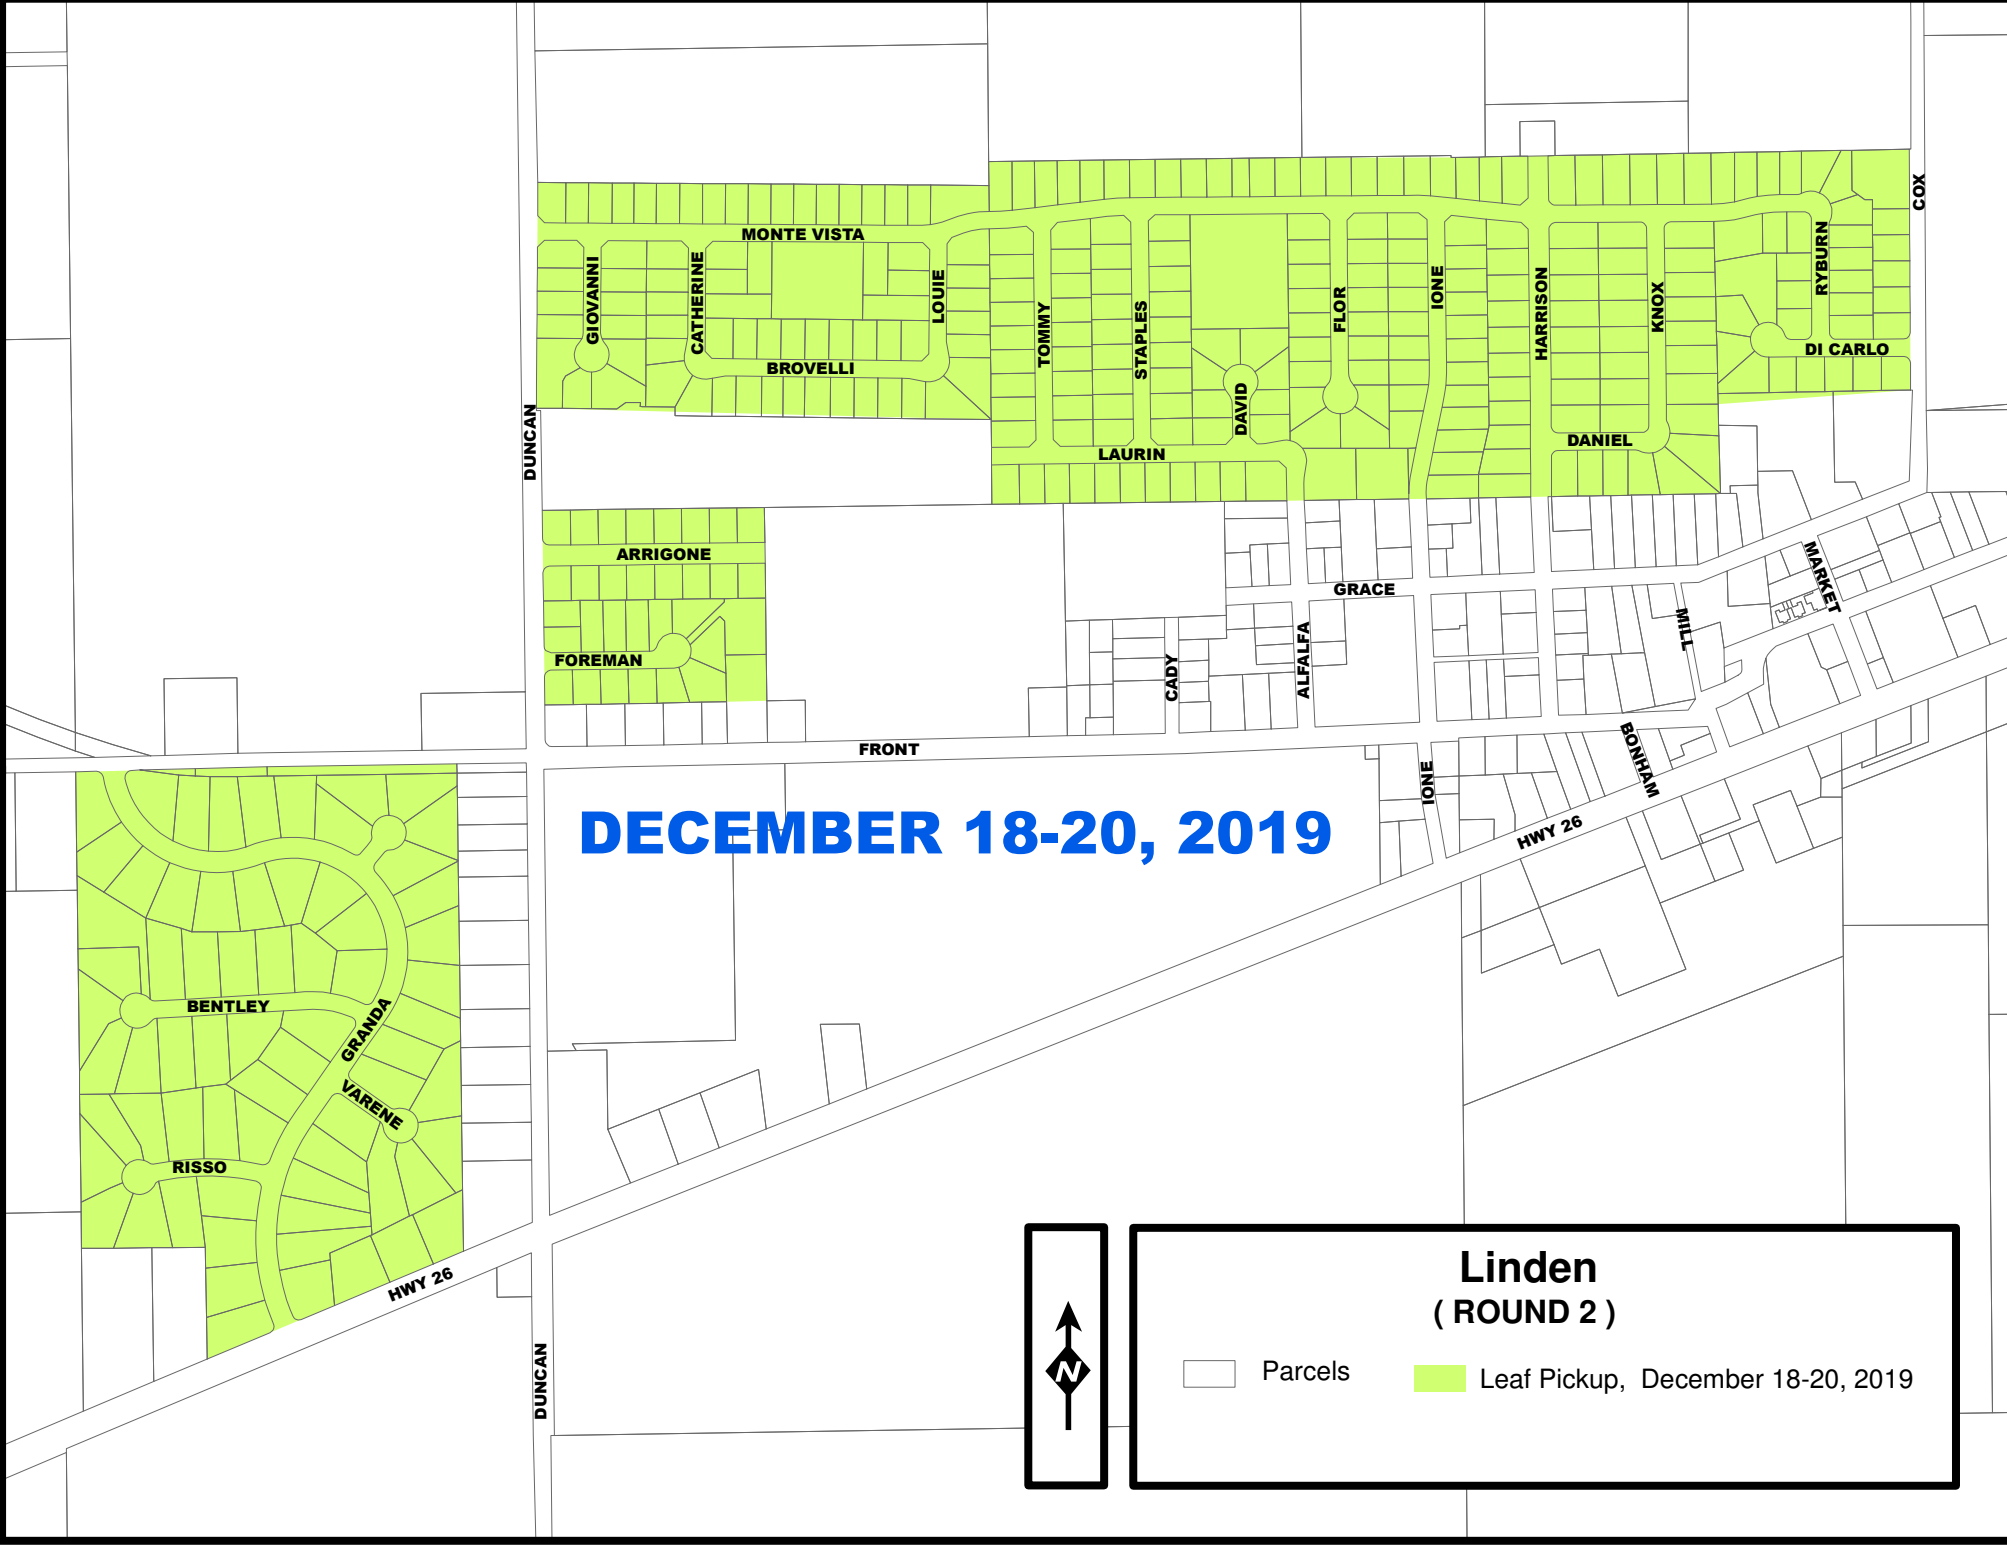 COX
MONTE VISTA
GIOVANNI
CATHERINE
LOUIE
TOMMY
STAPLES
DAVID
FLOR
IONE
HARRISON
KNOX
RYBURN
DI CARLO
BROVELLI
DUNCAN
LAURIN
DANIEL
ARRIGONE
FOREMAN
GRACE
MARKET
MILL
CADY
ALFALFA
FRONT
BONHAM
IONE
HWY 26
DECEMBER 18-20, 2019
BENTLEY
GRANDA
VARENE
RISSO
HWY 26
DUNCAN
N
Linden
( ROUND 2 )
Parcels
Leaf Pickup, December 18-20, 2019